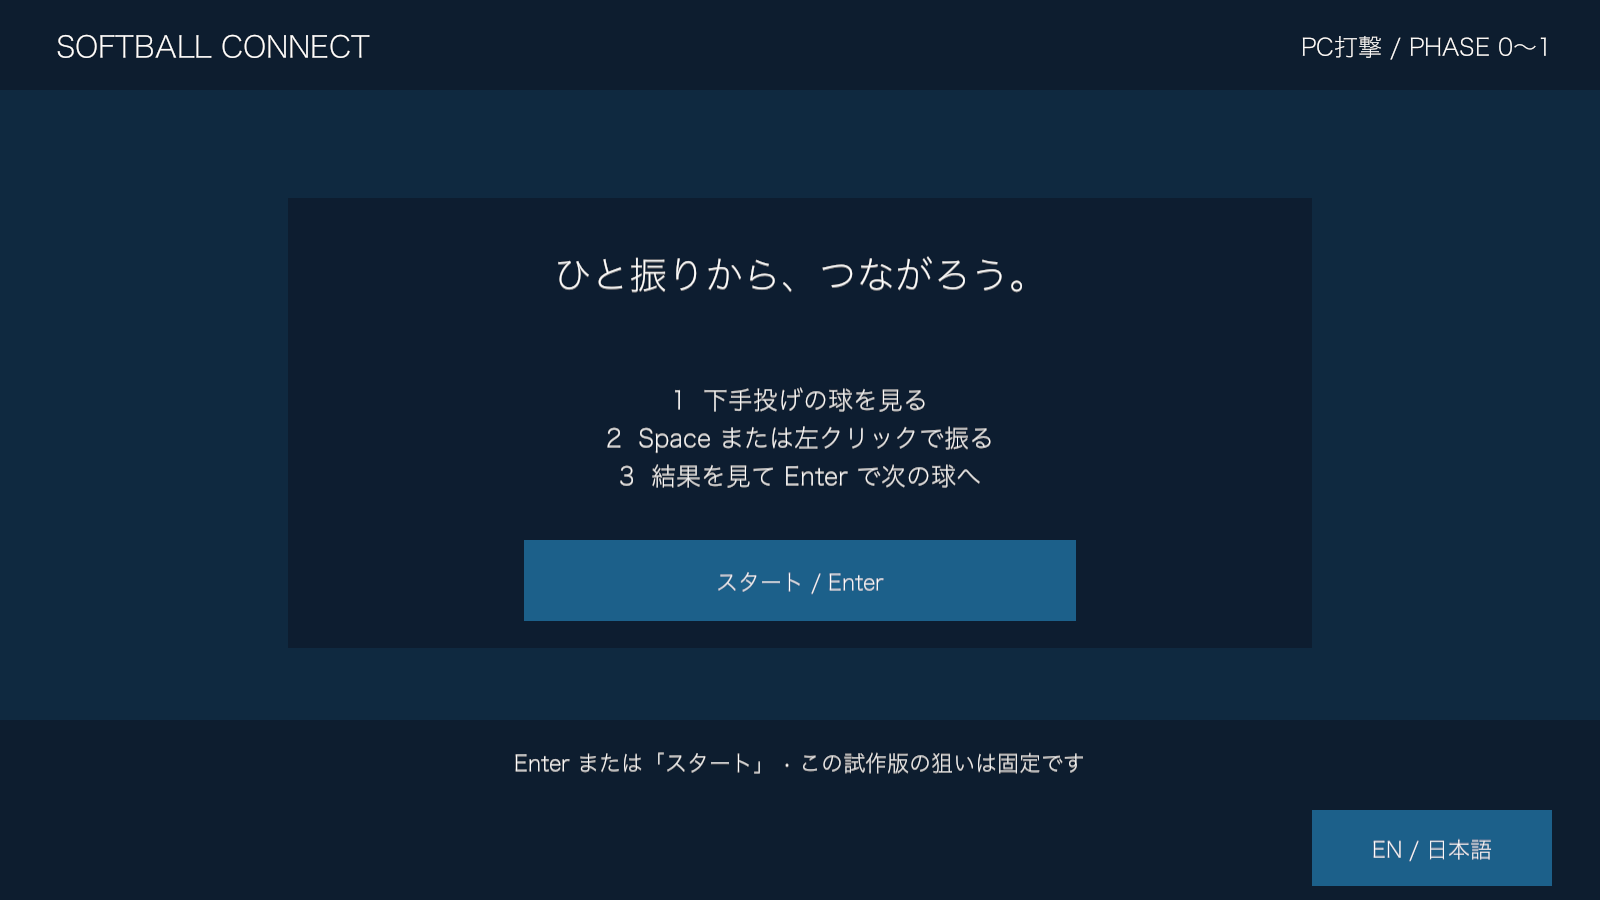 SOFTBALL CONNECT
PC打撃 / PHASE 0〜1
ひと振りから、つながろう。
1 下手投げの球を見る
2 Space または左クリックで振る
3 結果を見て Enter で次の球へ
スタート / Enter
Enter または「スタート」 · この試作版の狙いは固定です
EN / 日本語